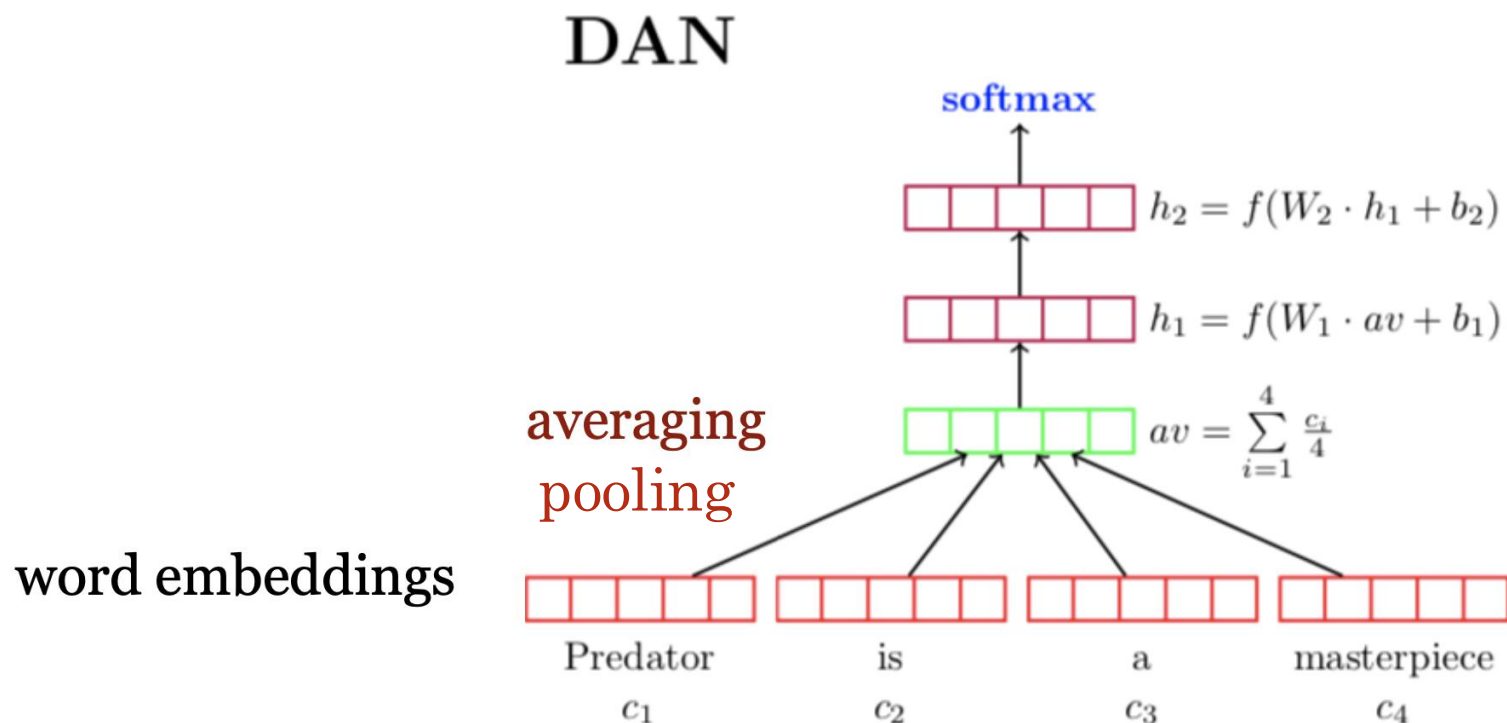 DAN
softmax
h₂ = f(W₂ · h₁ + b₂)
h₁ = f(W₁ · av + b₁)
averaging
pooling
av = ∑_{i=1}^{4} c_i/4
word embeddings
Predator is a masterpiece
c₁ c₂ c₃ c₄